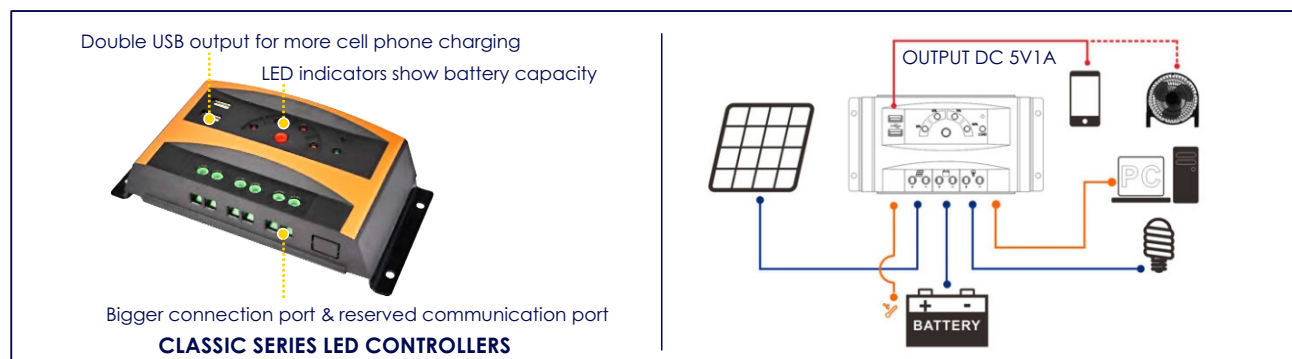 Double USB output for more cell phone charging
LED indicators show battery capacity
Bigger connection port & reserved communication port
CLASSIC SERIES LED CONTROLLERS
OUTPUT DC 5V1A
PC
+ -
BATTERY